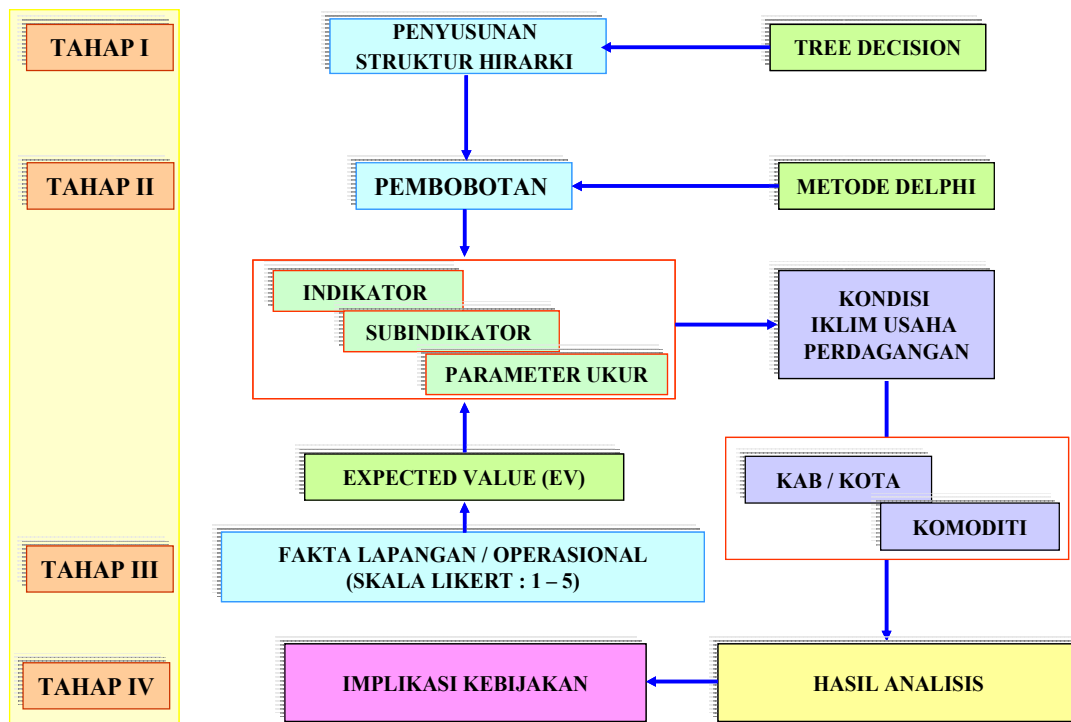 TAHAP I
PENYUSUNAN
STRUKTUR HIRARKI
TREE DECISION
TAHAP II
PEMBOBOTAN
METODE DELPHI
INDIKATOR
SUBINDIKATOR
PARAMETER UKUR
KONDISI
IKLIM USAHA
PERDAGANGAN
EXPECTED VALUE (EV)
KAB / KOTA
KOMODITI
TAHAP III
FAKTA LAPANGAN / OPERASIONAL
(SKALA LIKERT : 1 – 5)
TAHAP IV
IMPLIKASI KEBIJAKAN
HASIL ANALISIS